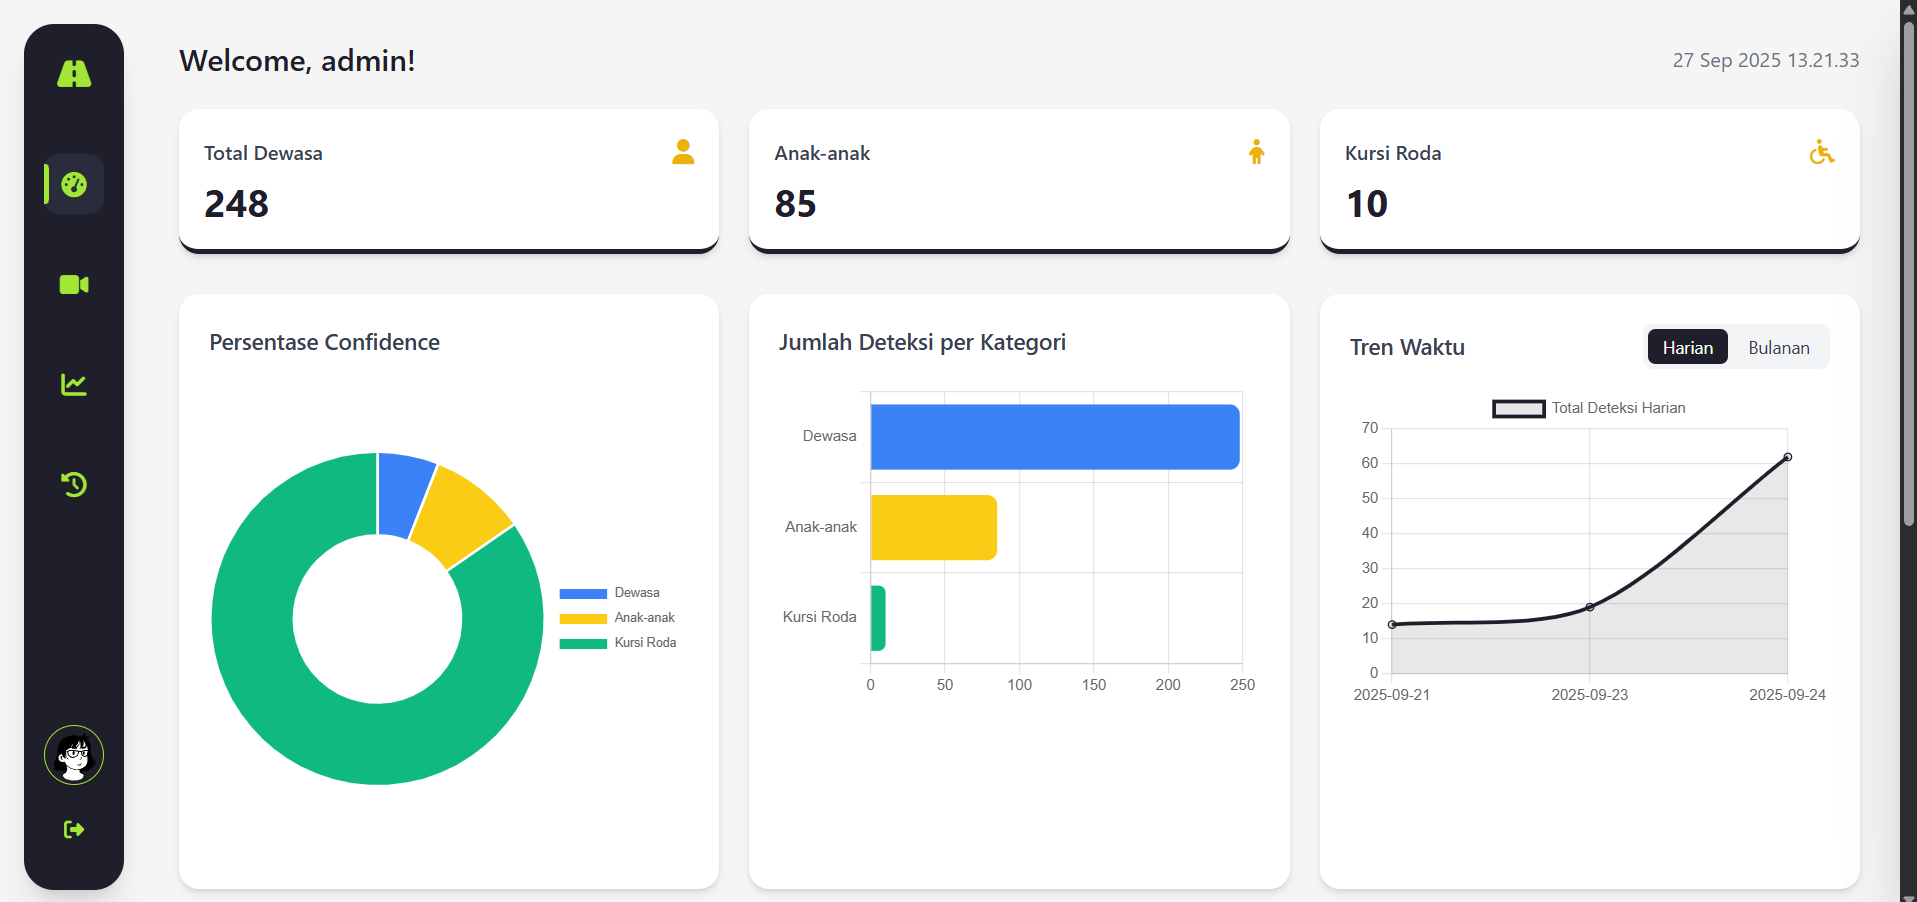 Welcome, admin!
27 Sep 2025 13.21.33
Total Dewasa
248
Anak-anak
85
Kursi Roda
10
Persentase Confidence
Dewasa
Anak-anak
Kursi Roda
Jumlah Deteksi per Kategori
Dewasa
Anak-anak
Kursi Roda
0 50 100 150 200 250
Tren Waktu
Harian Bulanan
Total Deteksi Harian
70
60
50
40
30
20
10
0
2025-09-21 2025-09-23 2025-09-24